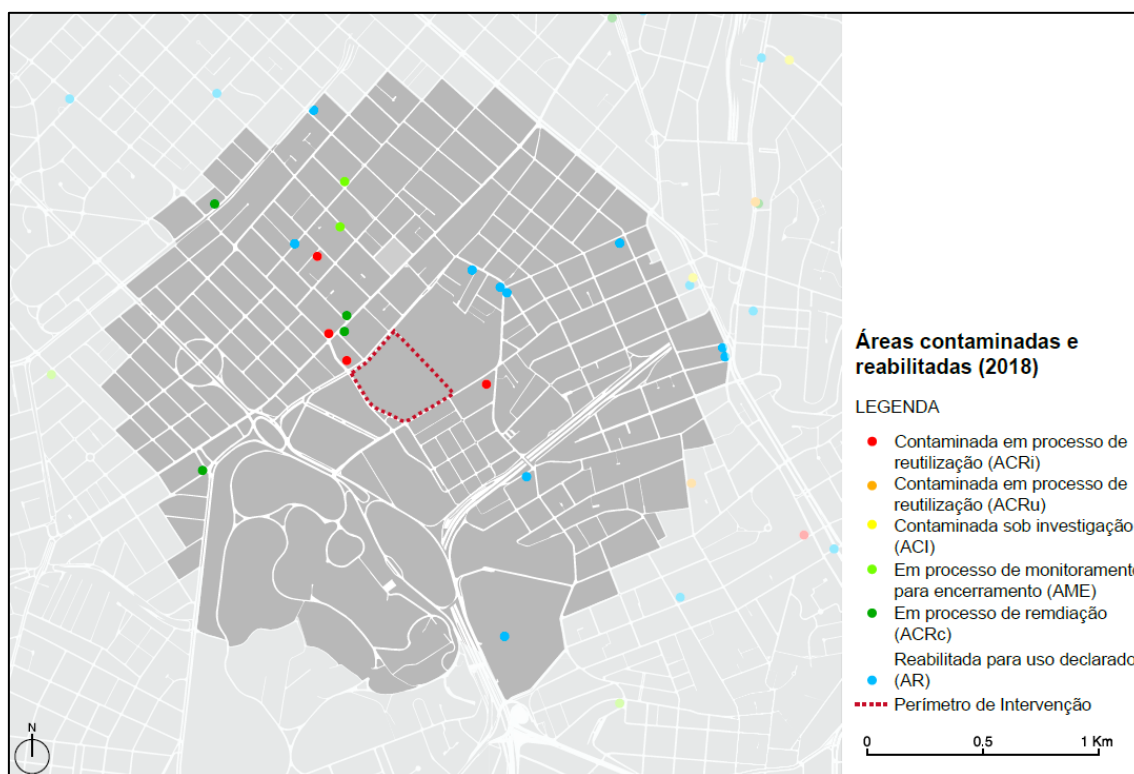 Áreas contaminadas e
reabilitadas (2018)
LEGENDA
Contaminada em processo de
reutilização (ACRi)
Contaminada em processo de
reutilização (ACRu)
Contaminada sob investigação
(ACI)
Em processo de monitoramento
para encerramento (AME)
Em processo de remdiação
(ACRc)
Reabilitada para uso declarado
(AR)
Perímetro de Intervenção
N
0 0.5 1 Km